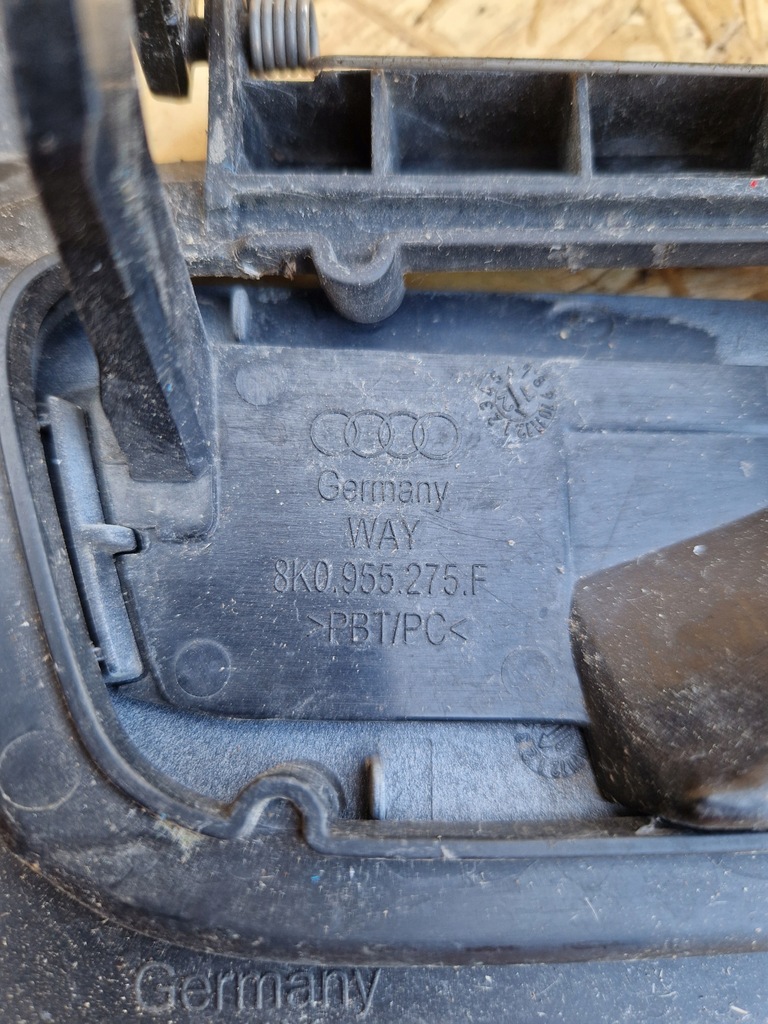 Germany
WAY
8K0.955.275.F
>PBT/PC<
Germany